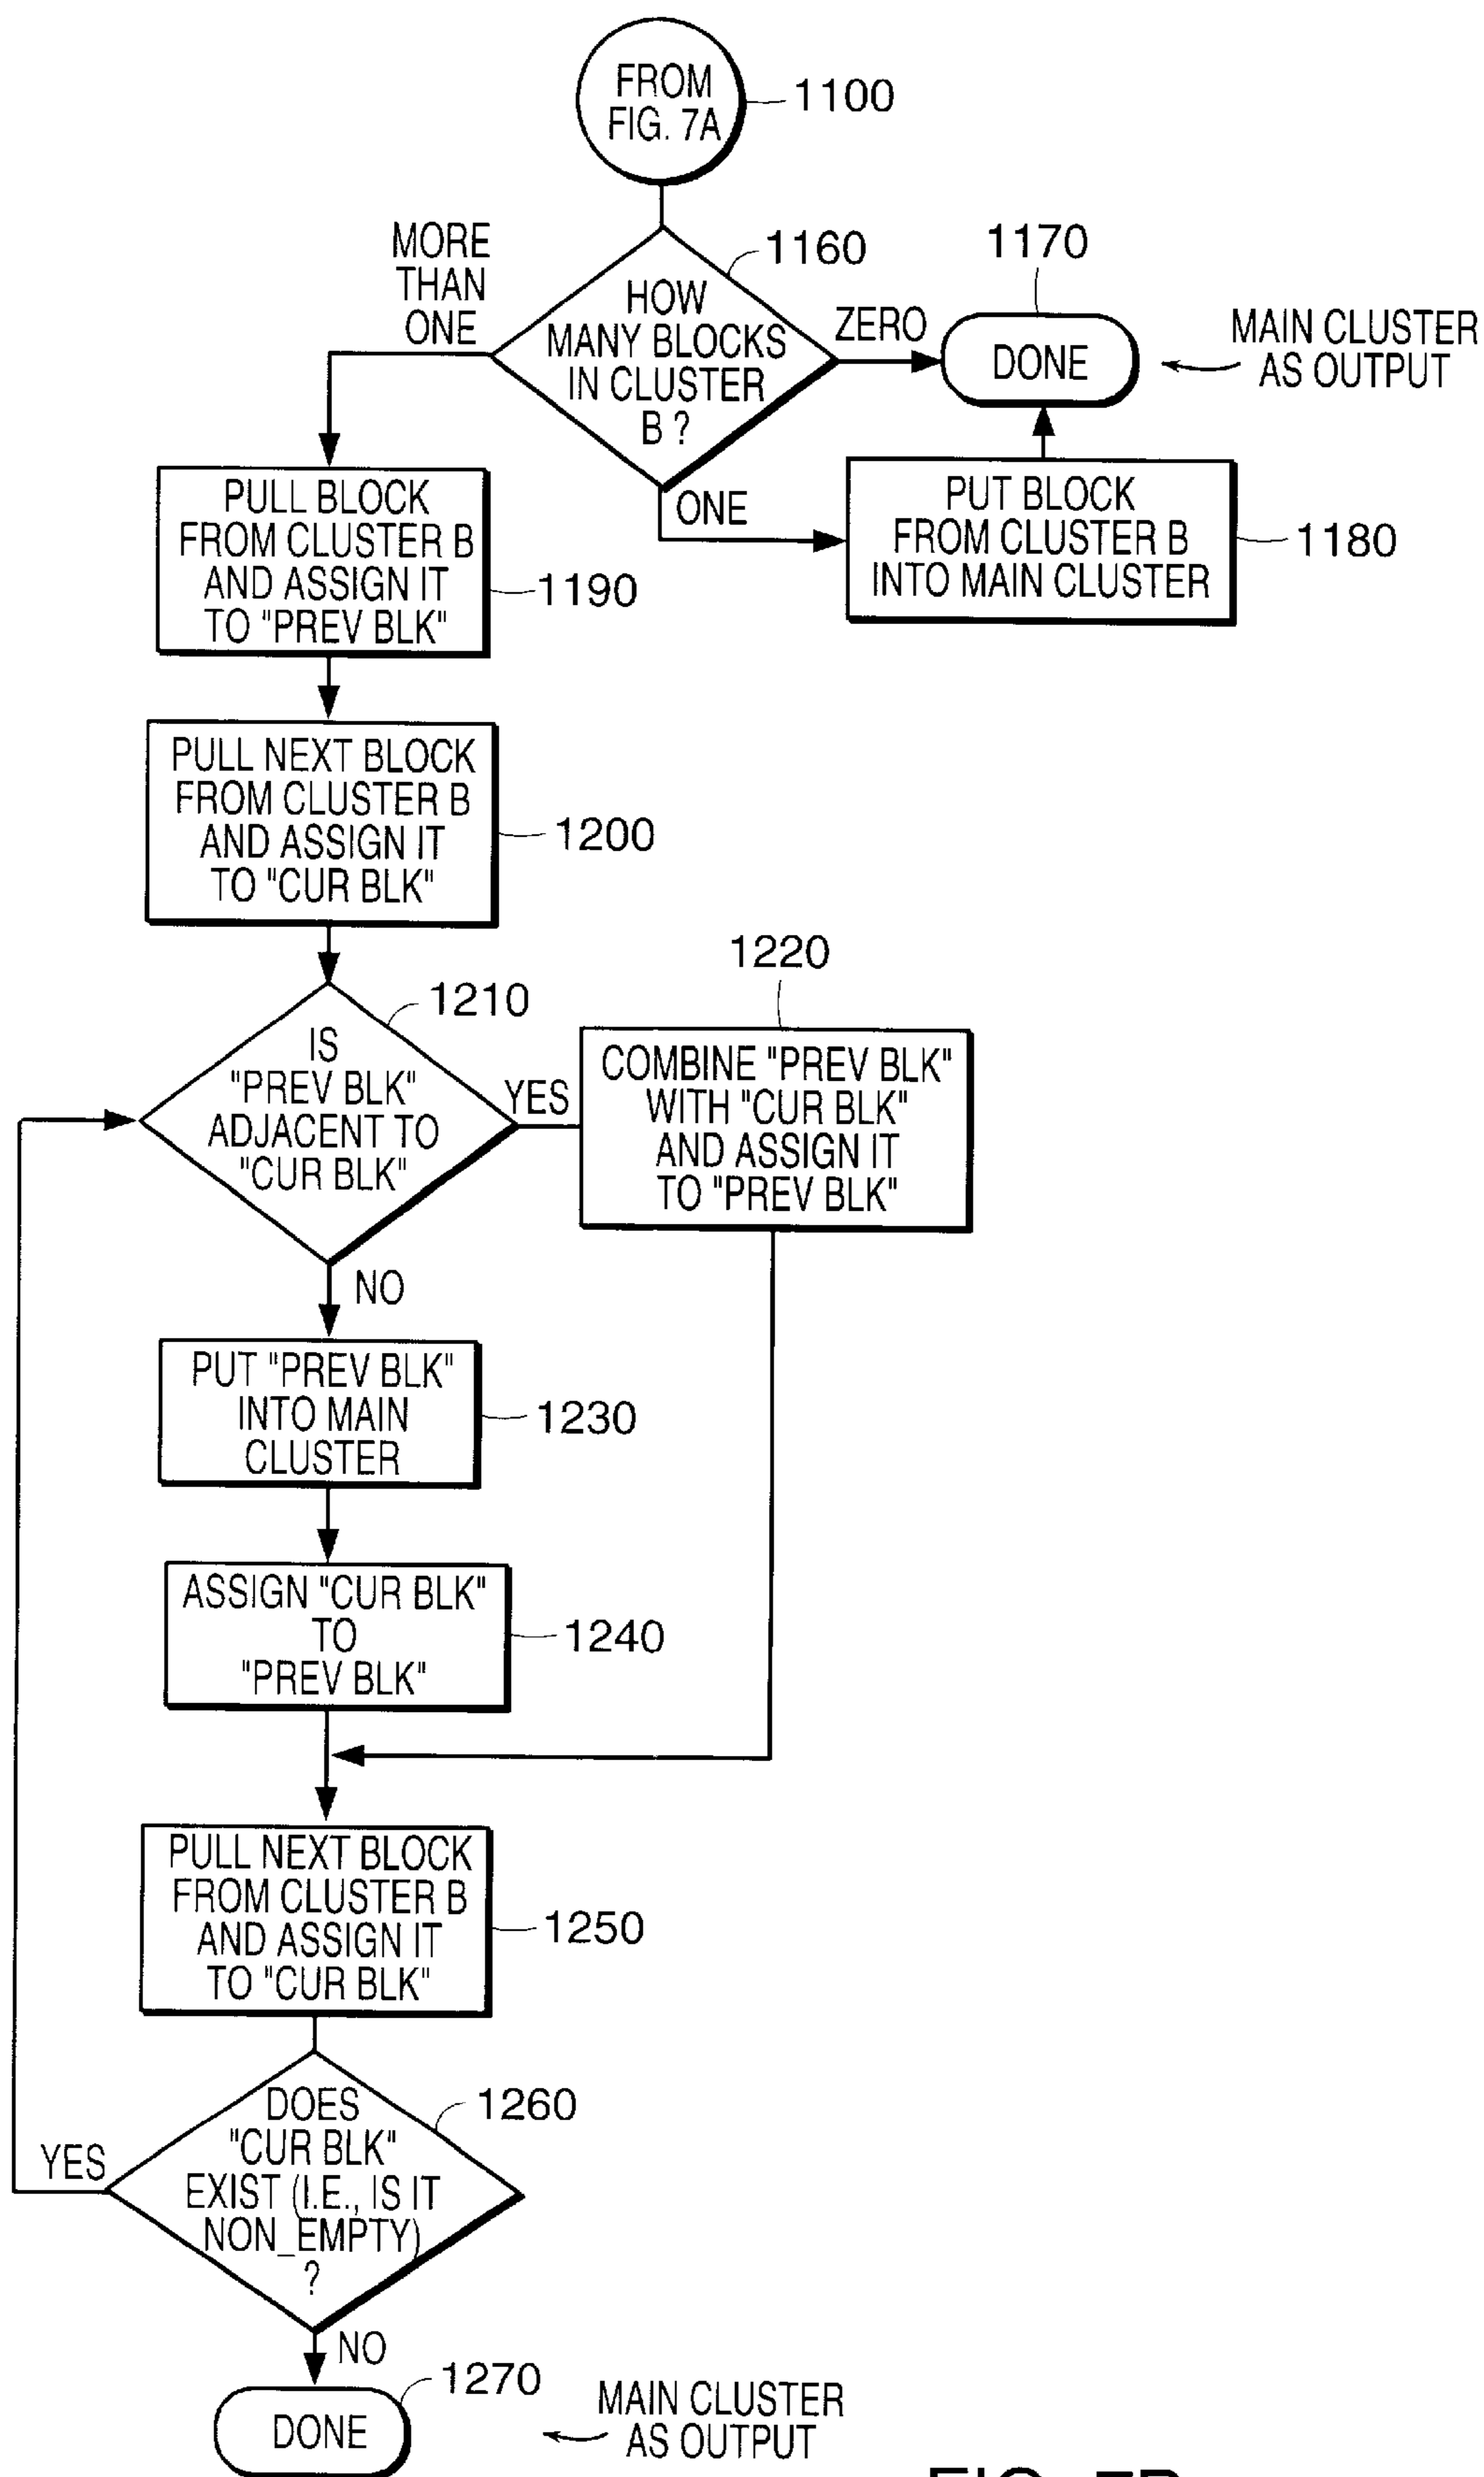 FROM
FIG. 7A
1100
MORE
THAN
ONE
1160
HOW
MANY BLOCKS
IN CLUSTER
B ?
ZERO
1170
DONE
MAIN CLUSTER
AS OUTPUT
ONE
PUT BLOCK
FROM CLUSTER B
INTO MAIN CLUSTER
1180
PULL BLOCK
FROM CLUSTER B
AND ASSIGN IT
TO "PREV BLK"
1190
PULL NEXT BLOCK
FROM CLUSTER B
AND ASSIGN IT
TO "CUR BLK"
1200
1210
IS
"PREV BLK"
ADJACENT TO
"CUR BLK"
YES
1220
COMBINE "PREV BLK"
WITH "CUR BLK"
AND ASSIGN IT
TO "PREV BLK"
NO
PUT "PREV BLK"
INTO MAIN
CLUSTER
1230
ASSIGN "CUR BLK"
TO
"PREV BLK"
1240
PULL NEXT BLOCK
FROM CLUSTER B
AND ASSIGN IT
TO "CUR BLK"
1250
1260
DOES
"CUR BLK"
EXIST (I.E., IS IT
NON_EMPTY)
?
YES
NO
1270
DONE
MAIN CLUSTER
AS OUTPUT